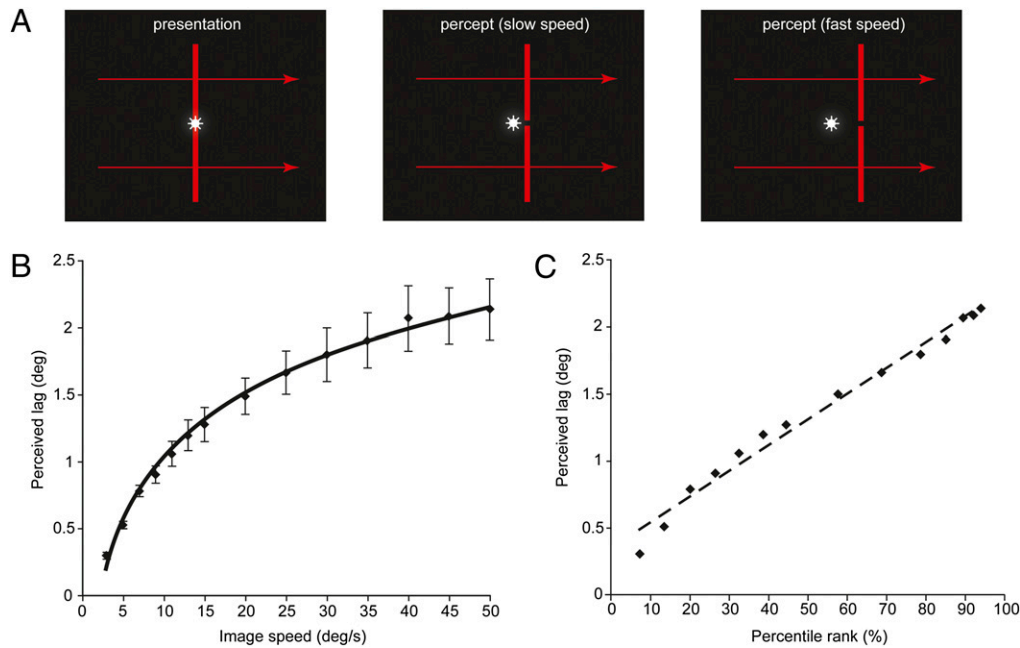 A
presentation
percept (slow speed)
percept (fast speed)
B
Perceived lag (deg)
2.5
2
1.5
1
0.5
0
0 5 10 15 20 25 30 35 40 45 50
Image speed (deg/s)
C
Perceived lag (deg)
2.5
2
1.5
1
0.5
0
0 10 20 30 40 50 60 70 80 90 100
Percentile rank (%)